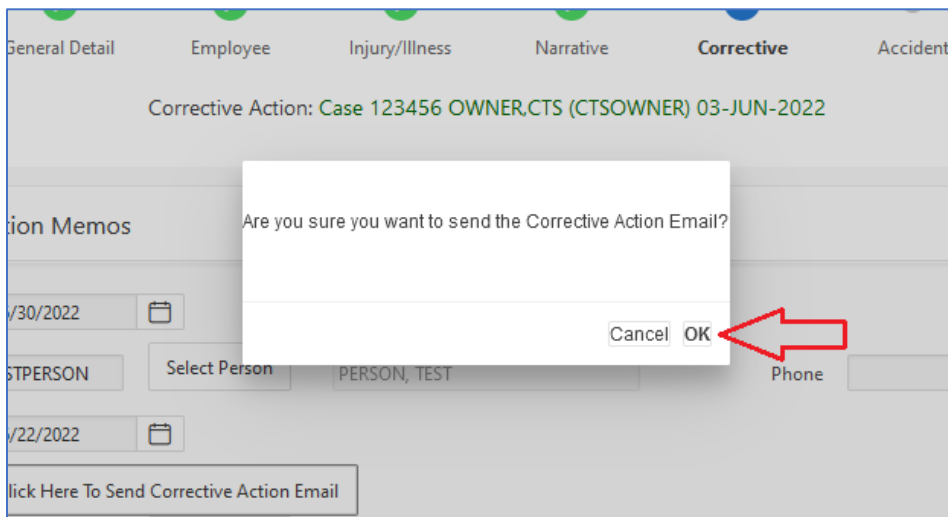 General Detail Employee Injury/Illness Narrative Corrective Accident
Corrective Action: Case 123456 OWNER,CTS (CTSOWNER) 03-JUN-2022
Are you sure you want to send the Corrective Action Email?
tion Memos
Cancel OK
/30/2022
STPERSON Select Person PERSON, TEST Phone
/22/2022
lick Here To Send Corrective Action Email